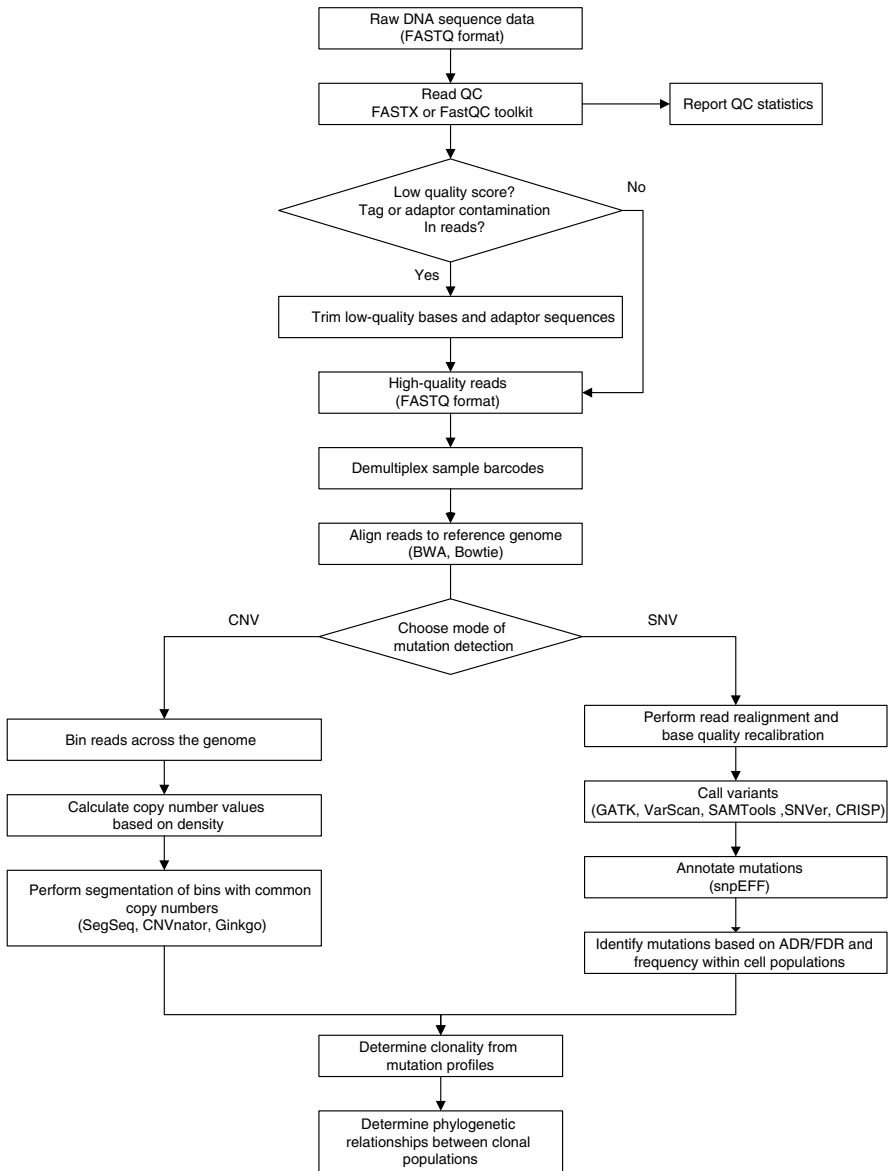 Raw DNA sequence data
(FASTQ format)
Read QC
FASTX or FastQC toolkit
Report QC statistics
Low quality score?
Tag or adaptor contamination
In reads?
No
Yes
Trim low-quality bases and adaptor sequences
High-quality reads
(FASTQ format)
Demultiplex sample barcodes
Align reads to reference genome
(BWA, Bowtie)
CNV
Choose mode of
mutation detection
SNV
Bin reads across the genome
Calculate copy number values
based on density
Perform segmentation of bins with common
copy numbers
(SegSeq, CNVnator, Ginkgo)
Perform read realignment and
base quality recalibration
Call variants
(GATK, VarScan, SAMTools ,SNVer, CRISP)
Annotate mutations
(snpEFF)
Identify mutations based on ADR/FDR and
frequency within cell populations
Determine clonality from
mutation profiles
Determine phylogenetic
relationships between clonal
populations